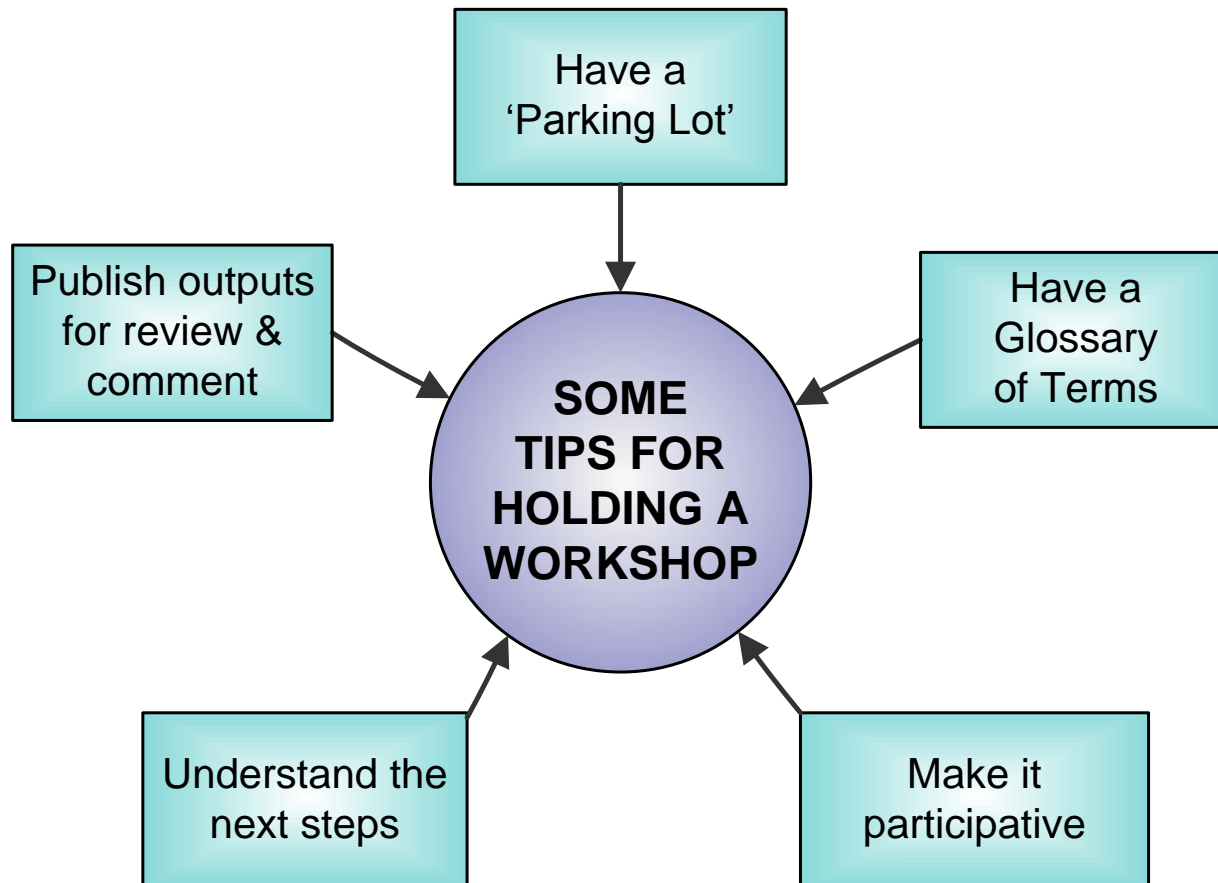 Have a
‘Parking Lot’
Publish outputs
for review &
comment
Have a
Glossary
of Terms
SOME
TIPS FOR
HOLDING A
WORKSHOP
Understand the
next steps
Make it
participative